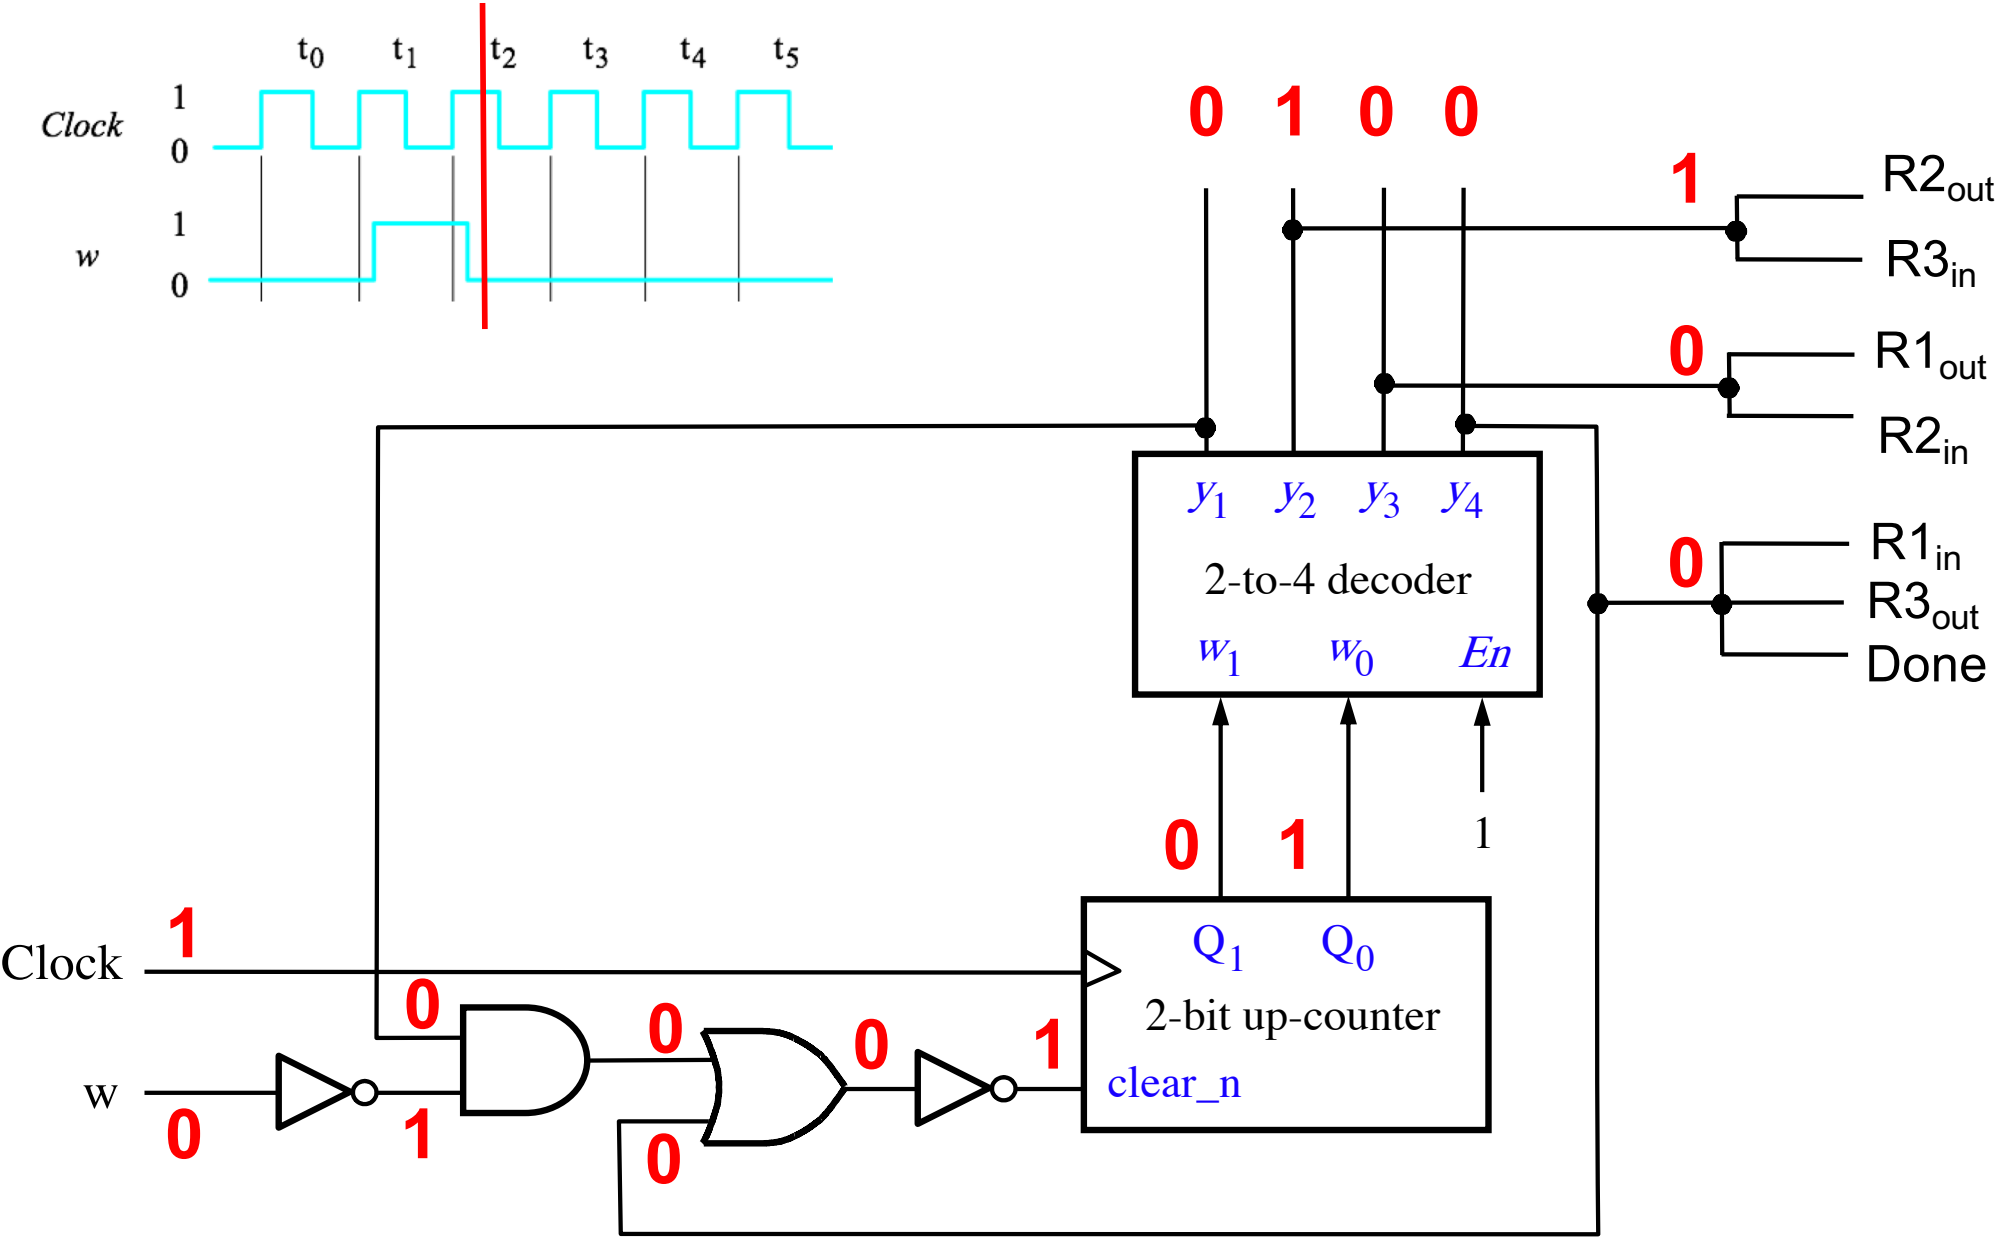 t0 t1 t2 t3 t4 t5
1
Clock
0
1
w
0
0 1 0 0
1
R2out
R3in
0
R1out
R2in
y1 y2 y3 y4
2-to-4 decoder
w1 w0 En
0
R1in
R3out
Done
0 1 1
1
Clock
Q1 Q0
2-bit up-counter
clear_n
0 0 0 1
w
0 1 0